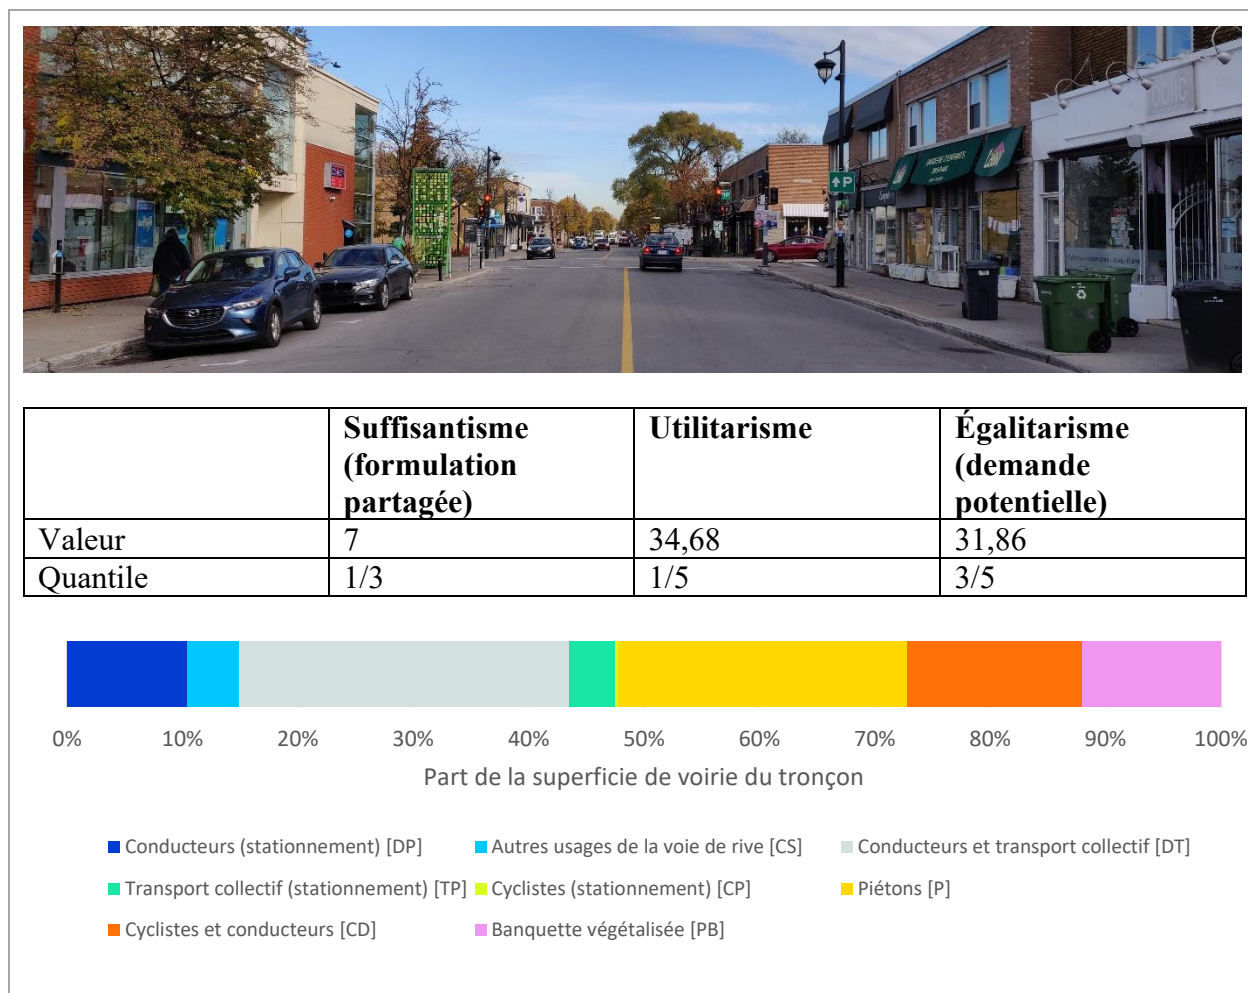 GARDERIE D'ENFANTS
P
mazda
Suffisantisme
(formulation
partagée)
Utilitarisme
Égalitarisme
(demande
potentielle)
Valeur
7
34,68
31,86
Quantile
1/3
1/5
3/5
0%
10%
20%
30%
40%
50%
60%
70%
80%
90%
100%
Part de la superficie de voirie du tronçon
Conducteurs (stationnement) [DP]
Autres usages de la voie de rive [CS]
Conducteurs et transport collectif [DT]
Transport collectif (stationnement) [TP]
Cyclistes (stationnement) [CP]
Piétons [P]
Cyclistes et conducteurs [CD]
Banquette végétalisée [PB]